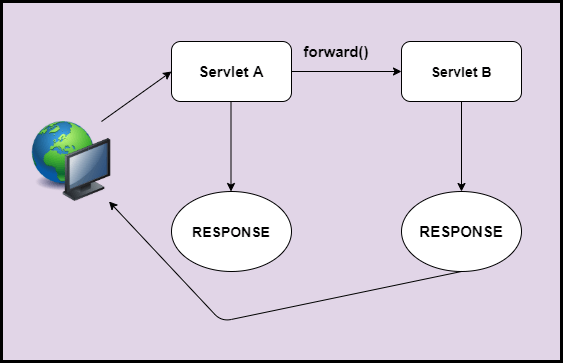 forward()
Servlet A
Servlet B
RESPONSE
RESPONSE